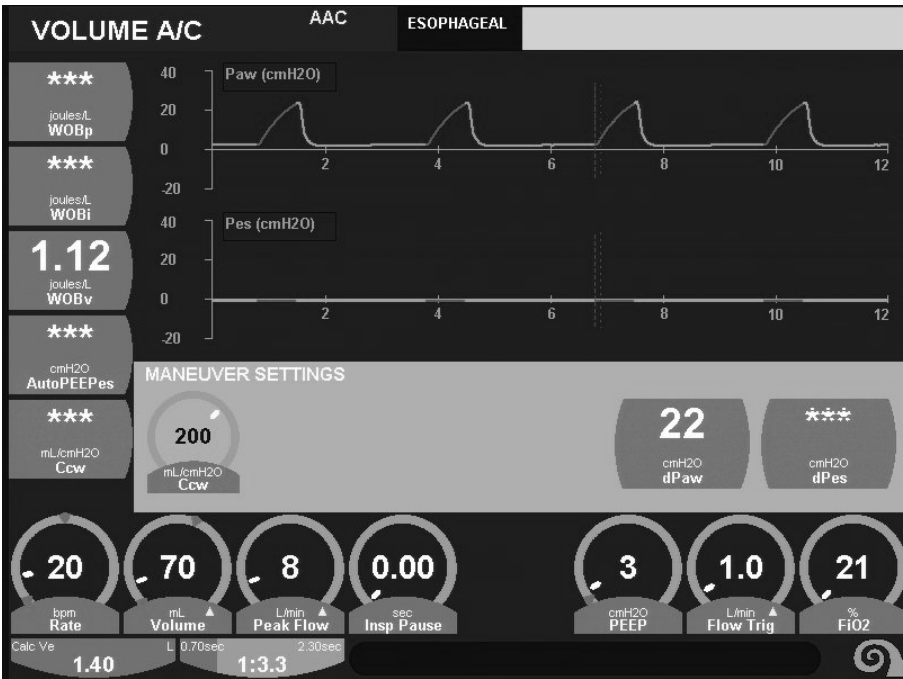 VOLUME A/C
AAC
ESOPHAGEAL
***
joules/L
WOBp
***
joules/L
WOBi
1.12
joules/L
WOBv
***
cmH2O
AutoPEEPes
***
mL/cmH2O
Ccw
40
Paw (cmH2O)
20
0
2 4 6 8 10 12
-20
40
Pes (cmH2O)
20
0
2 4 6 8 10 12
-20
MANEUVER SETTINGS
200
mL/cmH2O
Ccw
22
cmH2O
dPaw
***
cmH2O
dPes
20
bpm
Rate
70
mL
Volume
8
L/min
Peak Flow
0.00
sec
Insp Pause
3
cmH2O
PEEP
1.0
L/min
Flow Trig
21
%
FiO2
Calc Ve L
1.40
0.70sec 2.30sec
1:3.3